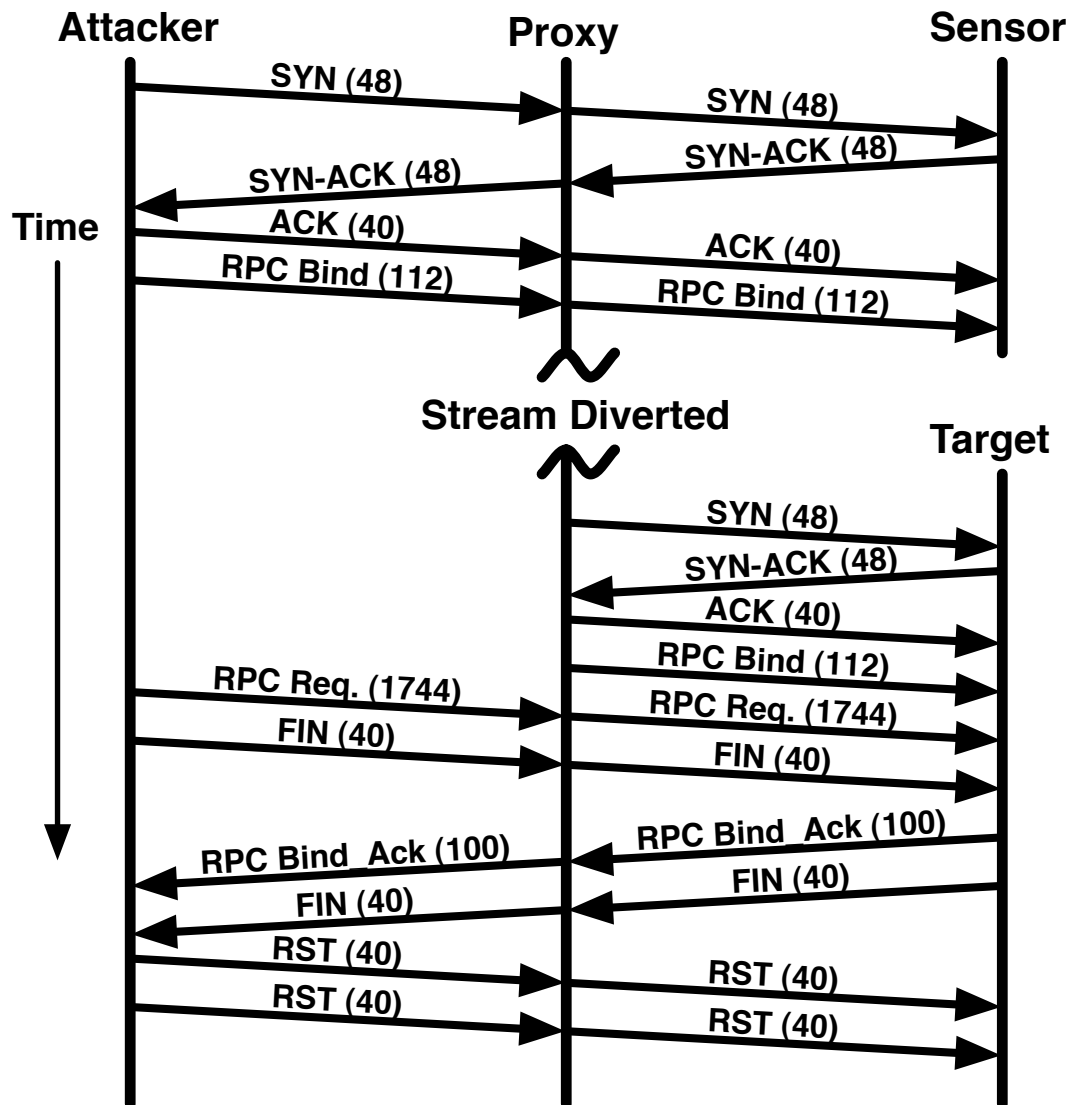 Attacker
Proxy
Sensor
SYN (48)
SYN (48)
SYN-ACK (48)
SYN-ACK (48)
Time
ACK (40)
ACK (40)
RPC Bind (112)
RPC Bind (112)
Stream Diverted
Target
SYN (48)
SYN-ACK (48)
ACK (40)
RPC Bind (112)
RPC Req. (1744)
RPC Req. (1744)
FIN (40)
FIN (40)
RPC Bind_Ack (100)
RPC Bind_Ack (100)
FIN (40)
FIN (40)
RST (40)
RST (40)
RST (40)
RST (40)